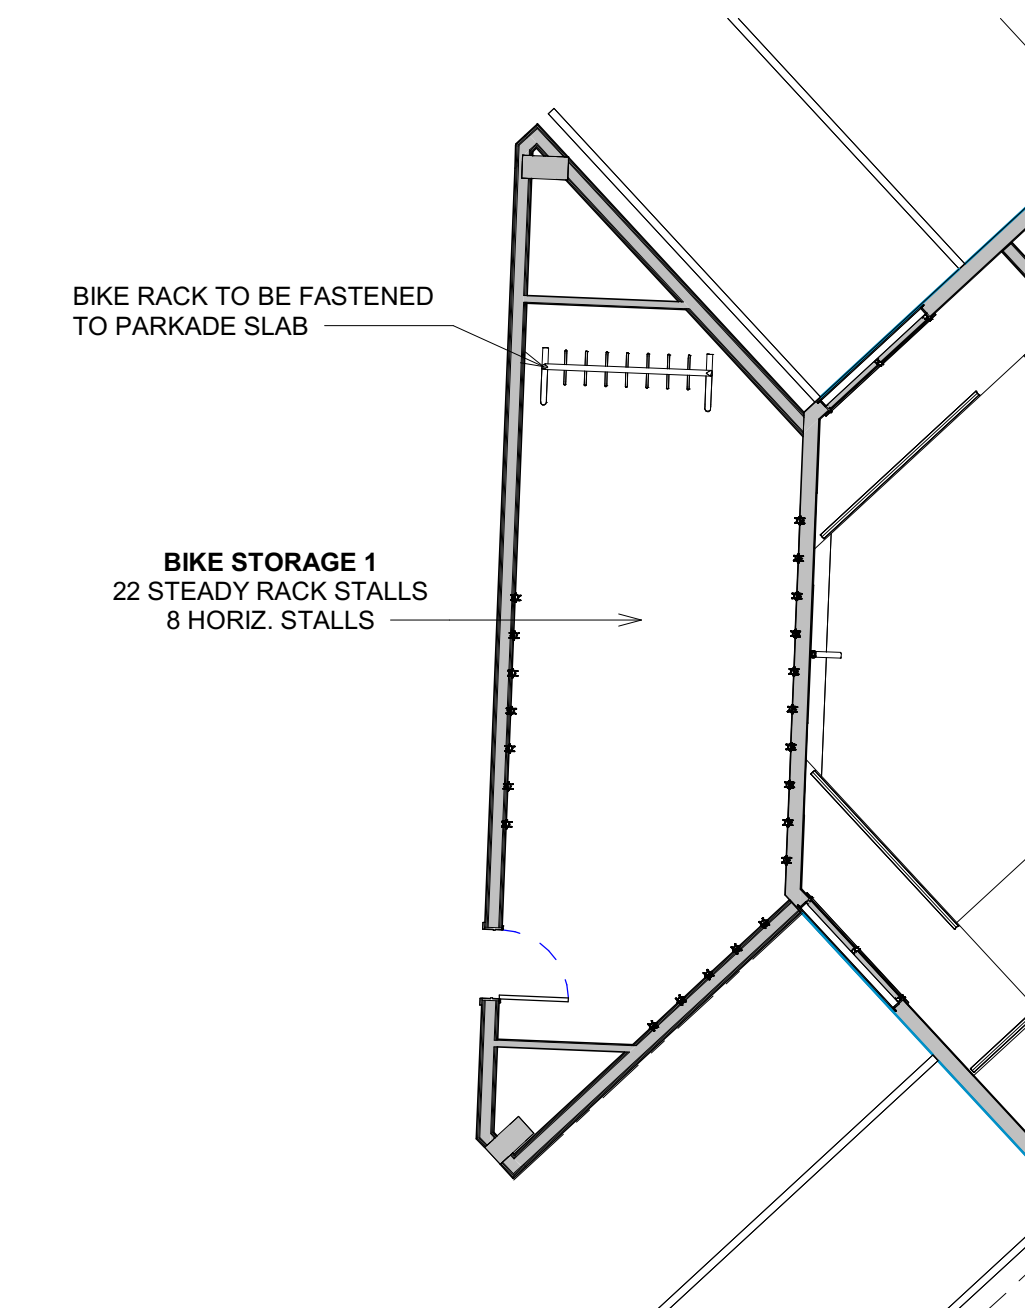 BIKE RACK TO BE FASTENED
TO PARKADE SLAB
BIKE STORAGE 1
22 STEADY RACK STALLS
8 HORIZ. STALLS